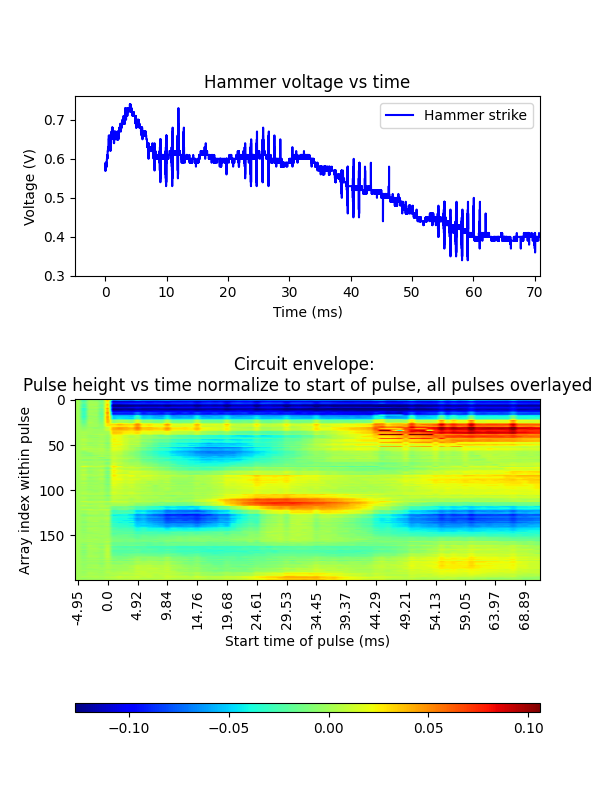 Hammer voltage vs time
Hammer strike
Voltage (V)
0.7
0.6
0.5
0.4
0.3
0 10 20 30 40 50 60 70
Time (ms)
Circuit envelope:
Pulse height vs time normalize to start of pulse, all pulses overlayed
Array index within pulse
0
50
100
150
-4.95 0.0 4.92 9.84 14.76 19.68 24.61 29.53 34.45 39.37 44.29 49.21 54.13 59.05 63.97 68.89
Start time of pulse (ms)
−0.10 −0.05 0.00 0.05 0.10